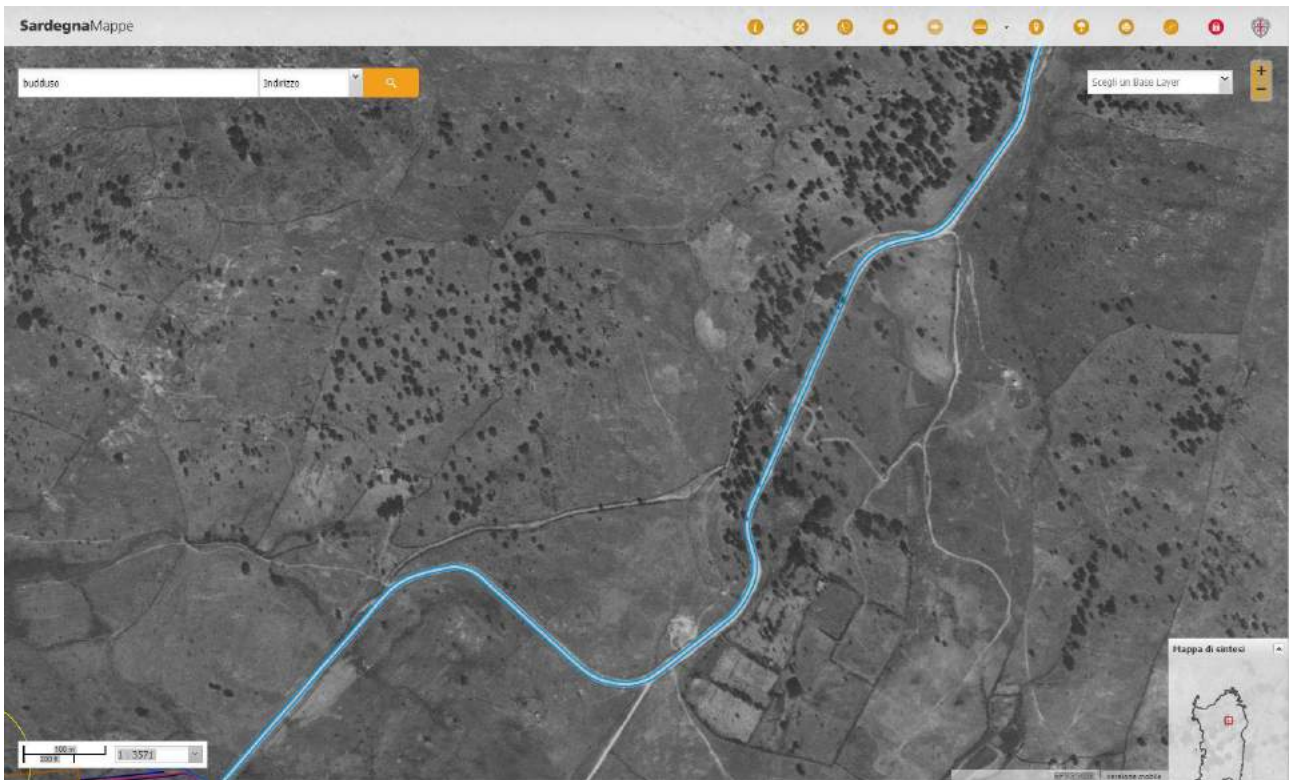 SardegnaMappe
budduso
Indirizzo
Scegli un Base Layer
+
−
Mappa di sintesi
100 m
1 : 3571
versione mobile